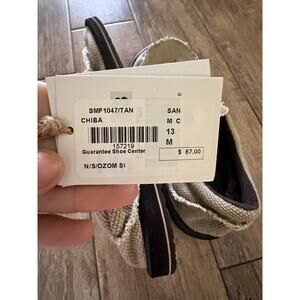 SMF1047/TAN SAN
CHIBA M C
13
157219 M
Guarantee Shoe Center $ 67.00
N/S/OZOM SI